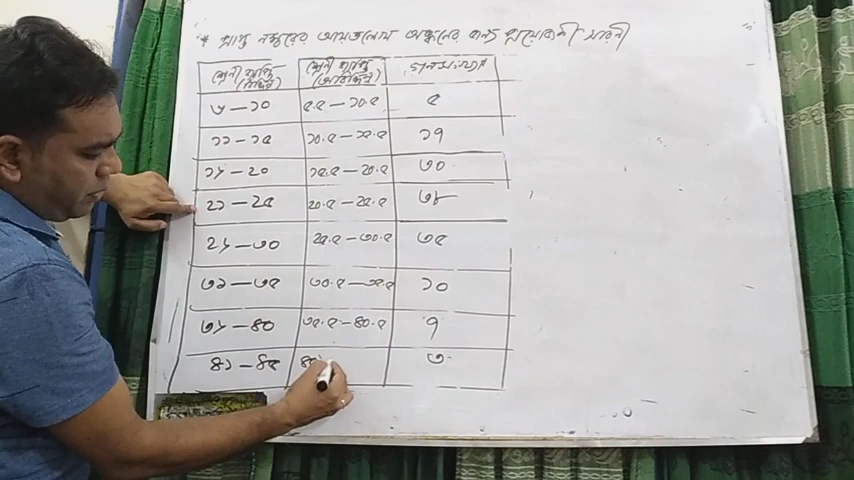 * প্রাপ্ত নম্বরের আয়তলেখ অঙ্কনের জন্য প্রয়োজনীয় সারণী
শ্রেণী ব্যাপ্তি শ্রেণী ব্যাপ্তি গণসংখ্যা
(অবিচ্ছিন্ন)
৬ – ১০ ৫.৫ – ১০.৫ ৫
১১ – ১৫ ১০.৫ – ১৫.৫ ১৭
১৬ – ২০ ১৫.৫ – ২০.৫ ৩০
২১ – ২৫ ২০.৫ – ২৫.৫ ৩৮
২৬ – ৩০ ২৫.৫ – ৩০.৫ ৩৫
৩১ – ৩৫ ৩০.৫ – ৩৫.৫ ১০
৩৬ – ৪০ ৩৫.৫ – ৪০.৫ ৭
৪১ – ৪৫ ৩